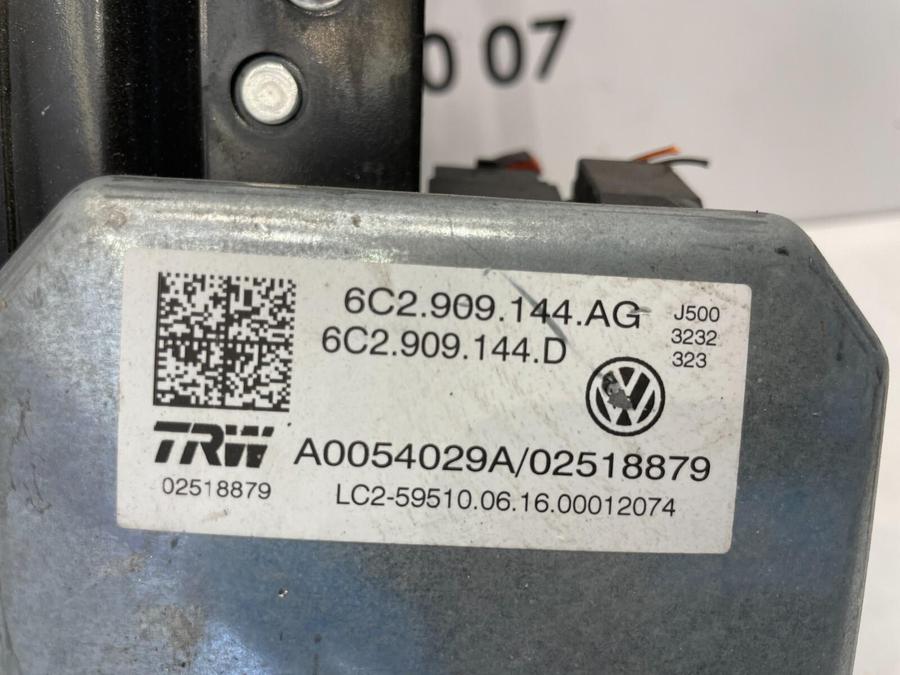 0 07
6C2.909.144.AG
6C2.909.144.D
J500
3232
323
TRW
A0054029A/02518879
02518879
LC2-59510.06.16.00012074